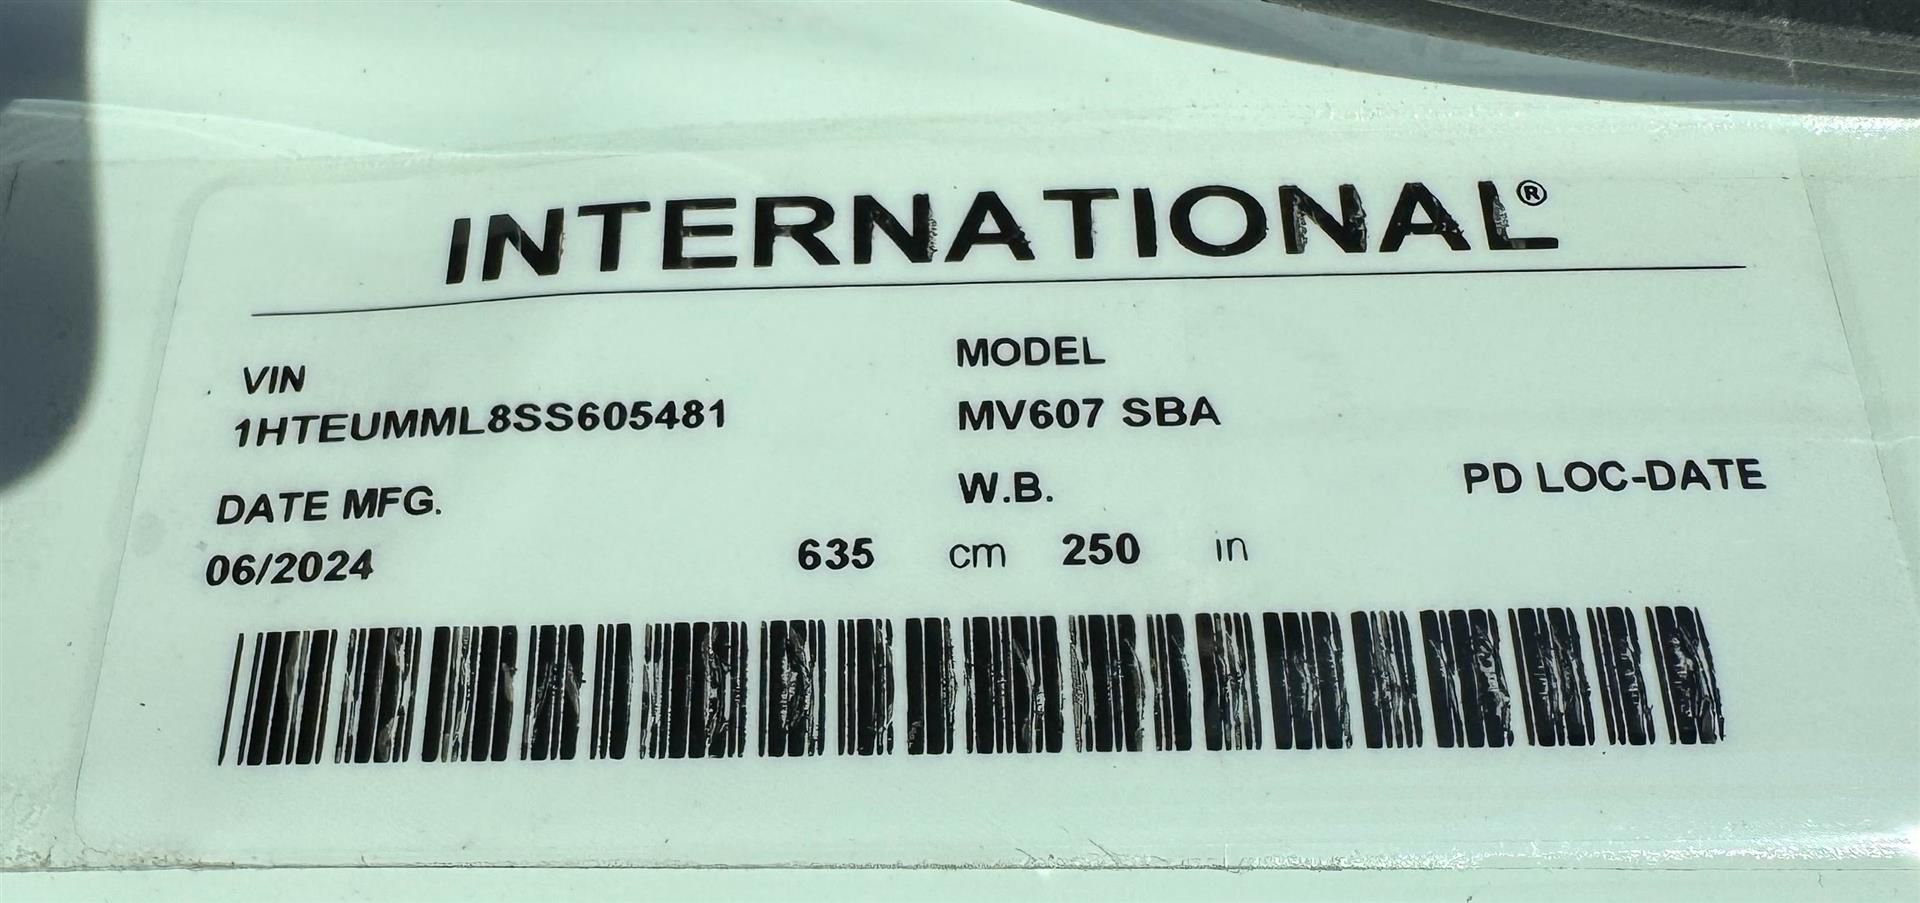 INTERNATIONAL®
VIN
1HTEUMML8SS605481
MODEL
MV607 SBA
DATE MFG.
06/2024
W.B.
635 cm 250 in
PD LOC-DATE